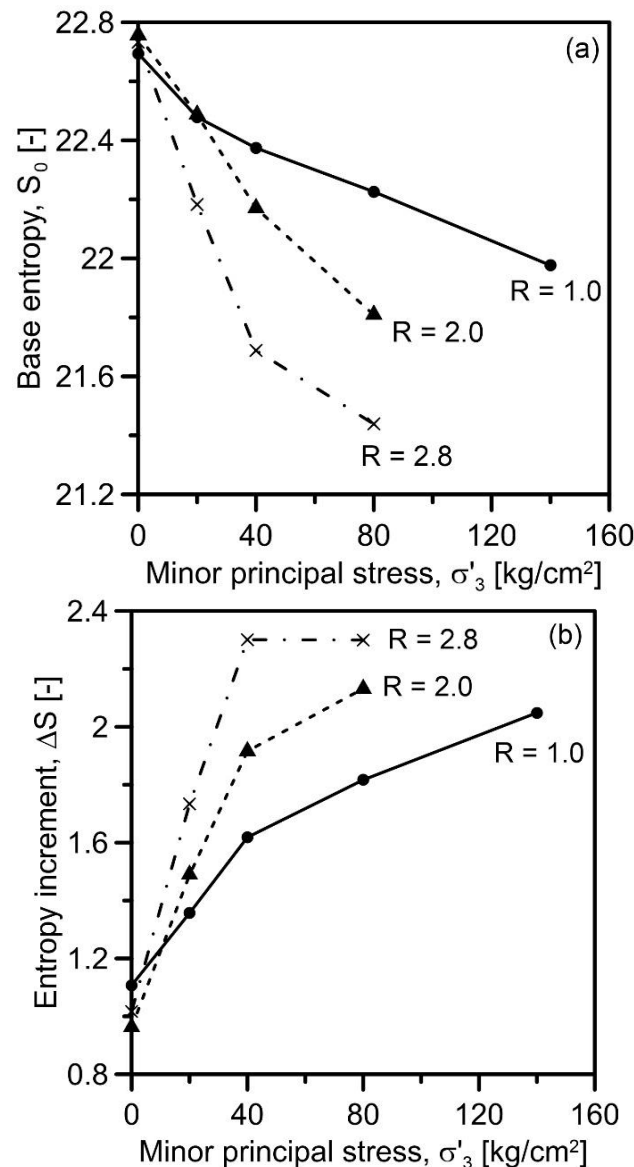 22.8
(a)
22.4
22
R = 1.0
R = 2.0
21.6
R = 2.8
21.2
Base entropy, S₀ [-]
0 40 80 120 160
Minor principal stress, σ'₃ [kg/cm²]
2.4
(b)
R = 2.8
R = 2.0
2
R = 1.0
1.6
1.2
0.8
Entropy increment, ΔS [-]
0 40 80 120 160
Minor principal stress, σ'₃ [kg/cm²]